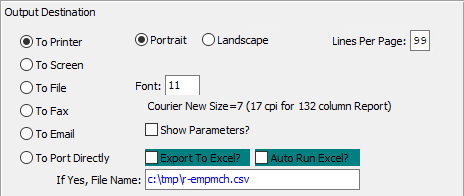 Output Destination
To Printer Portrait Landscape Lines Per Page: 99
To Screen
To File Font: 11
To Fax Courier New Size=7 (17 cpi for 132 column Report)
To Email Show Parameters?
To Port Directly Export To Excel? Auto Run Excel?
If Yes, File Name: c:\tmp\r-empmch.csv